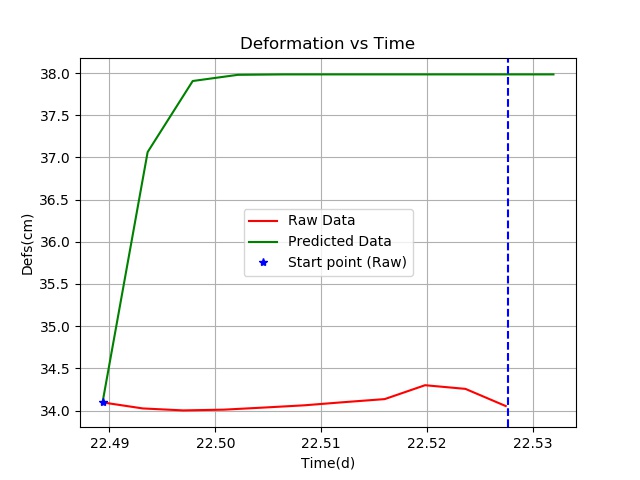 Deformation vs Time
Defs(cm)
38.0
37.5
37.0
36.5
36.0
35.5
35.0
34.5
34.0
Raw Data
Predicted Data
Start point (Raw)
22.49 22.50 22.51 22.52 22.53
Time(d)